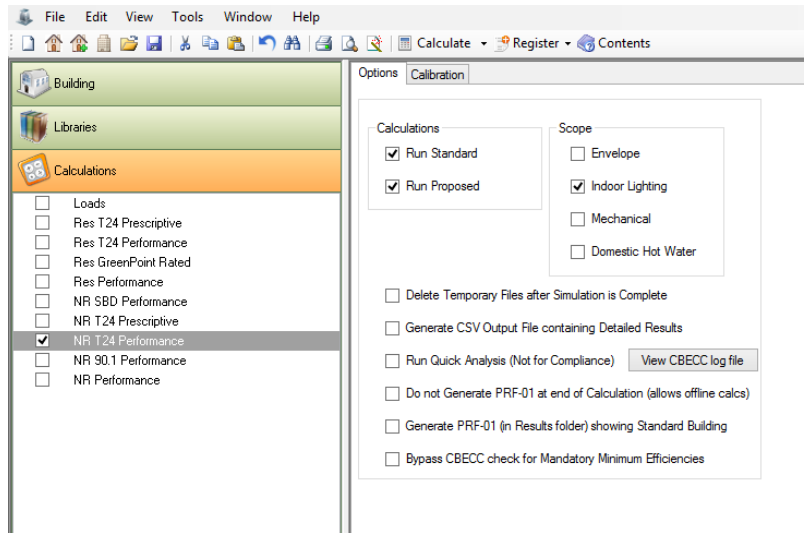 File Edit View Tools Window Help
Calculate Register Contents
Building
Libraries
Calculations
Loads
Res T24 Prescriptive
Res T24 Performance
Res GreenPoint Rated
Res Performance
NR SBD Performance
NR T24 Prescriptive
NR T24 Performance
NR 90.1 Performance
NR Performance
Options Calibration
Calculations
Run Standard
Run Proposed
Scope
Envelope
Indoor Lighting
Mechanical
Domestic Hot Water
Delete Temporary Files after Simulation is Complete
Generate CSV Output File containing Detailed Results
Run Quick Analysis (Not for Compliance) View CBECC log file
Do not Generate PRF-01 at end of Calculation (allows offline calcs)
Generate PRF-01 (in Results folder) showing Standard Building
Bypass CBECC check for Mandatory Minimum Efficiencies